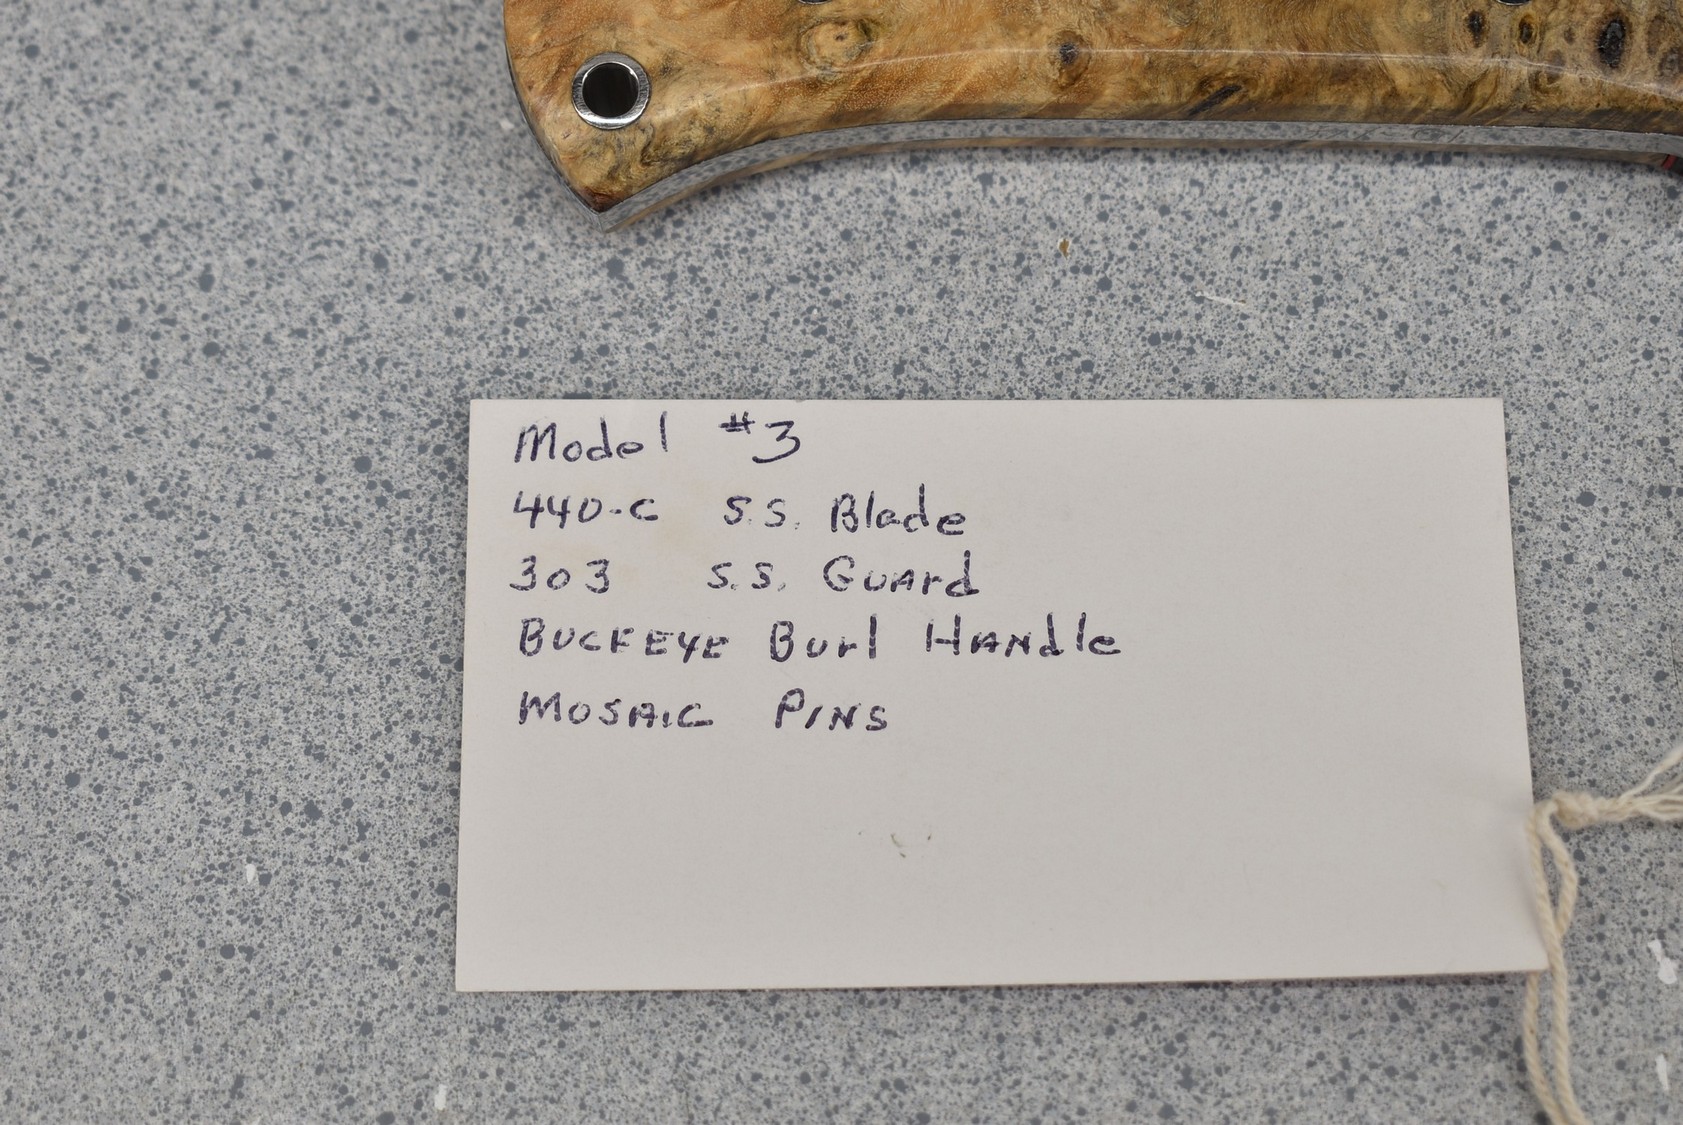 Model #3
440-C S.S. Blade
303 S.S. Guard
Buckeye Burl Handle
Mosaic Pins